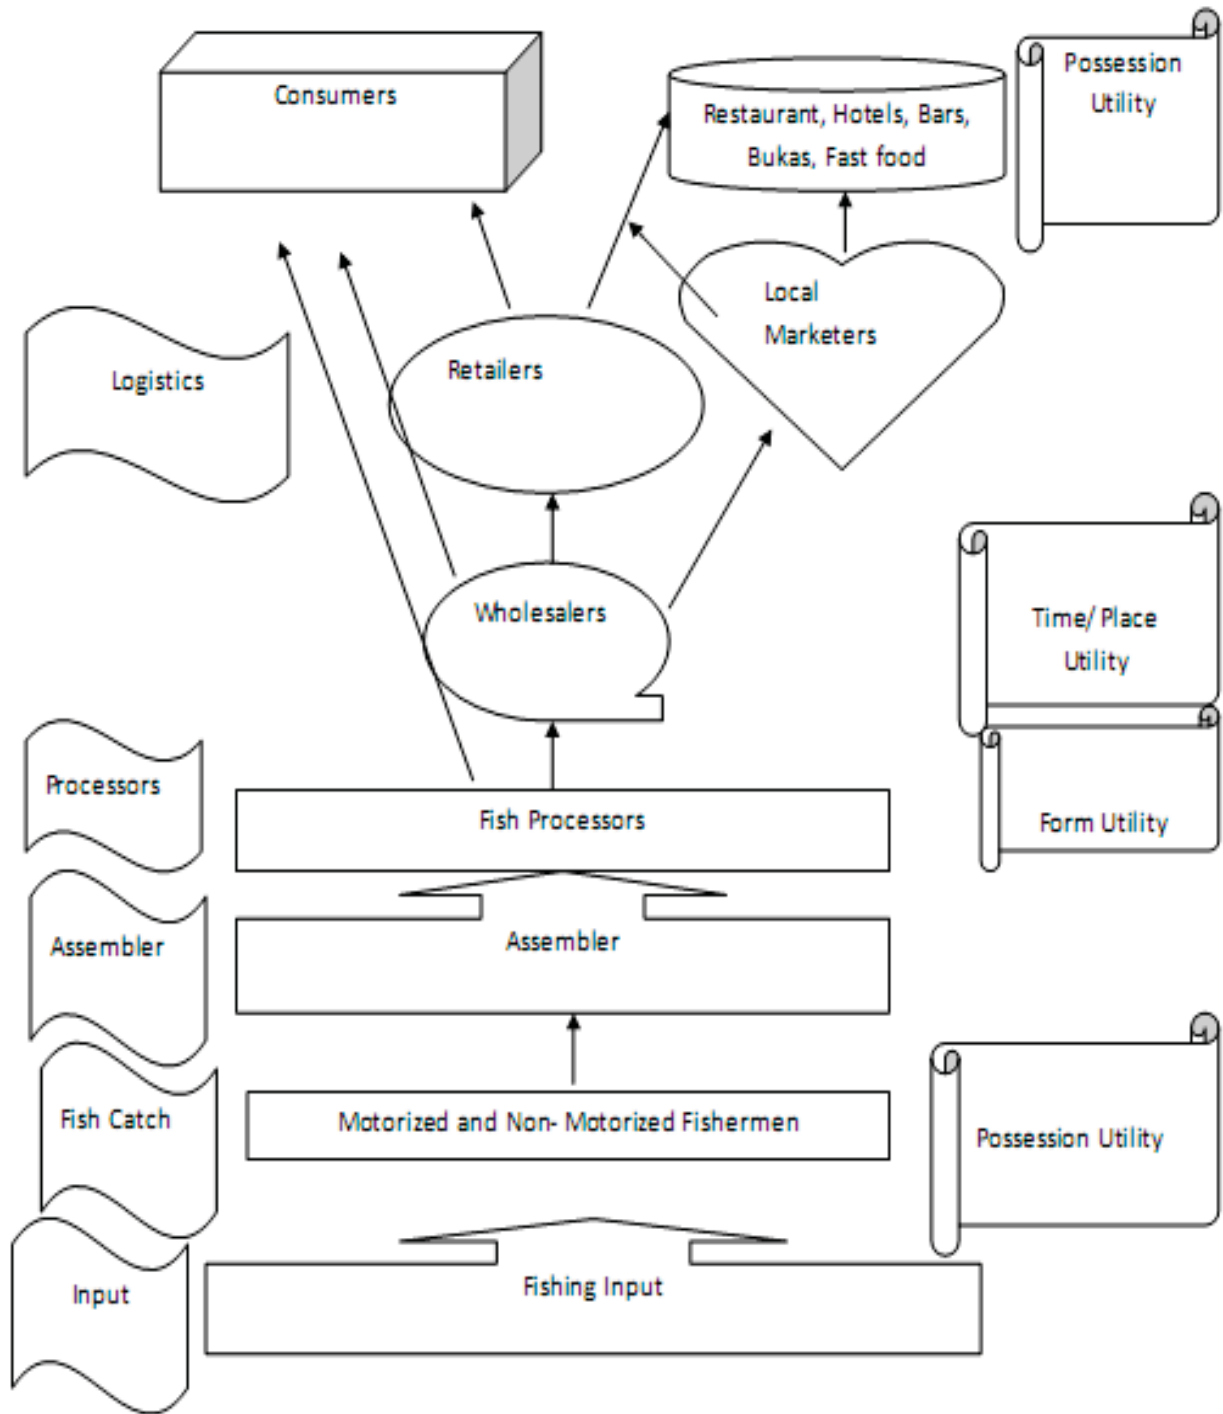 Consumers
Restaurant, Hotels, Bars,
Bukas, Fast food
Possession
Utility
Local
Marketers
Logistics
Retailers
Wholesalers
Time/ Place
Utility
Processors
Fish Processors
Form Utility
Assembler
Assembler
Fish Catch
Motorized and Non- Motorized Fishermen
Possession Utility
Input
Fishing Input